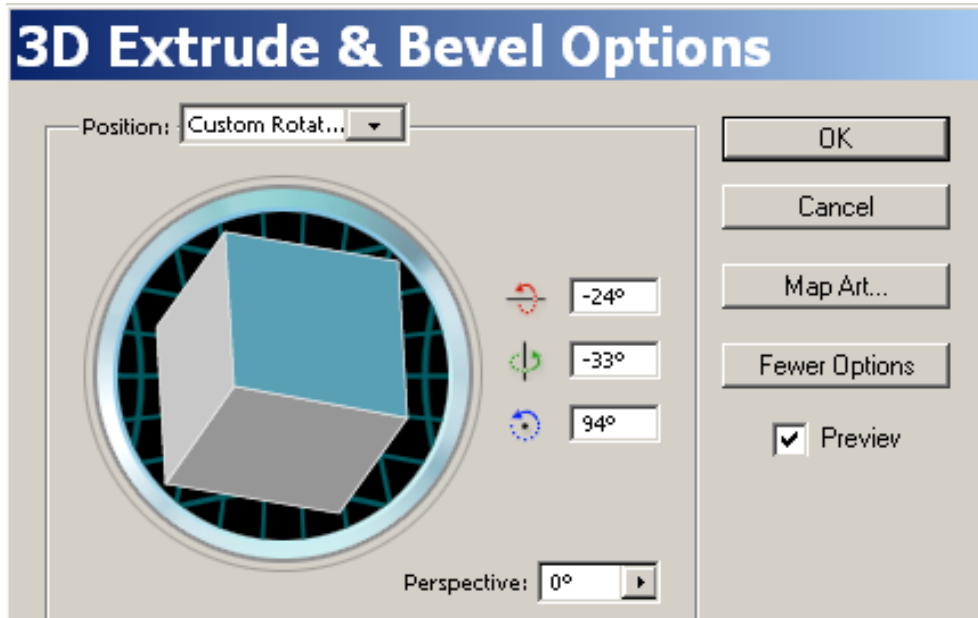 3D Extrude & Bevel Options
Position: Custom Rotat...
OK
Cancel
-24°
Map Art...
-33°
Fewer Options
94°
Preview
Perspective: 0°